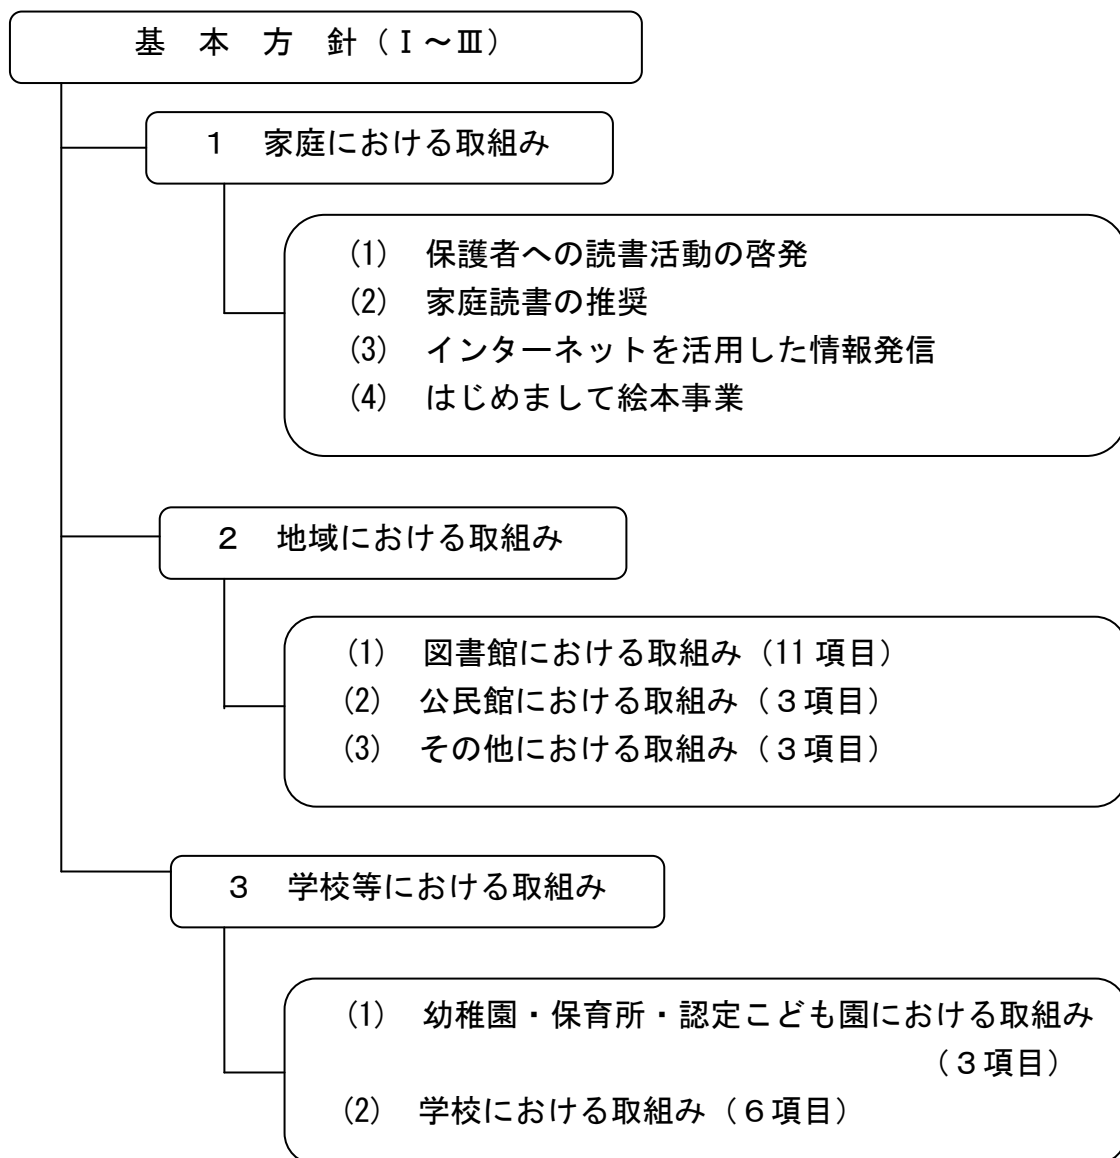 基 本 方 針(Ⅰ～Ⅲ)
１ 家庭における取組み
(1) 保護者への読書活動の啓発
(2) 家庭読書の推奨
(3) インターネットを活用した情報発信
(4) はじめまして絵本事業
２ 地域における取組み
(1) 図書館における取組み（11 項目）
(2) 公民館における取組み（３項目）
(3) その他における取組み（３項目）
３ 学校等における取組み
(1) 幼稚園・保育所・認定こども園における取組み
（３項目）
(2) 学校における取組み（６項目）